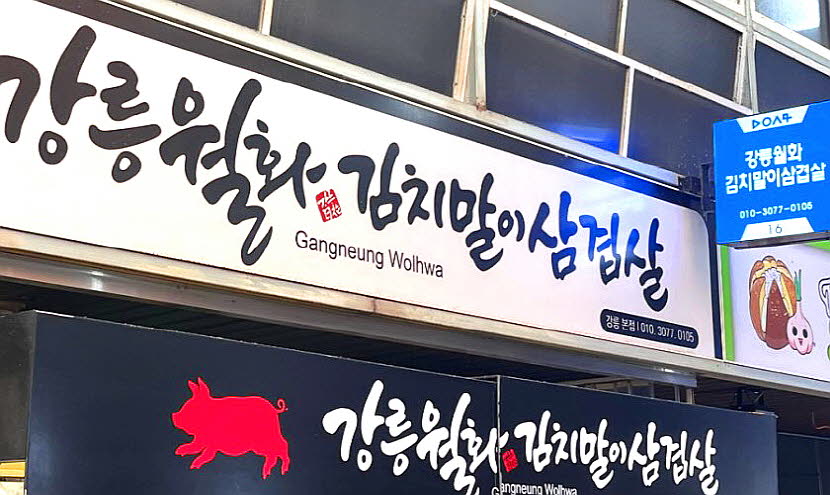 강릉월화 김치말이삼겹살
Gangneung Wolhwa
강릉 본점 | 010. 3077. 0105
강릉월화
김치말이삼겹살
010-3077-0105
16
강릉월화 김치말이삼겹살
Gangneung Wolhwa